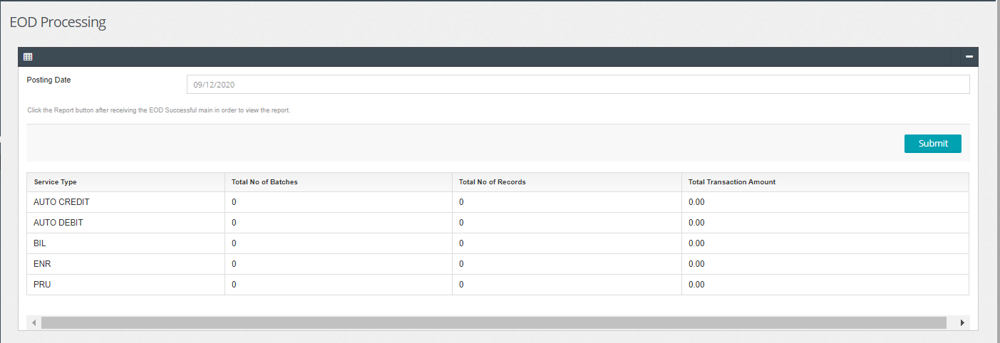 EOD Processing
Posting Date
09/12/2020
Click the Report button after receiving the EOD Successful main in order to view the report.
Submit
Service Type Total No of Batches Total No of Records Total Transaction Amount
AUTO CREDIT 0 0 0.00
AUTO DEBIT 0 0 0.00
BIL 0 0 0.00
ENR 0 0 0.00
PRU 0 0 0.00